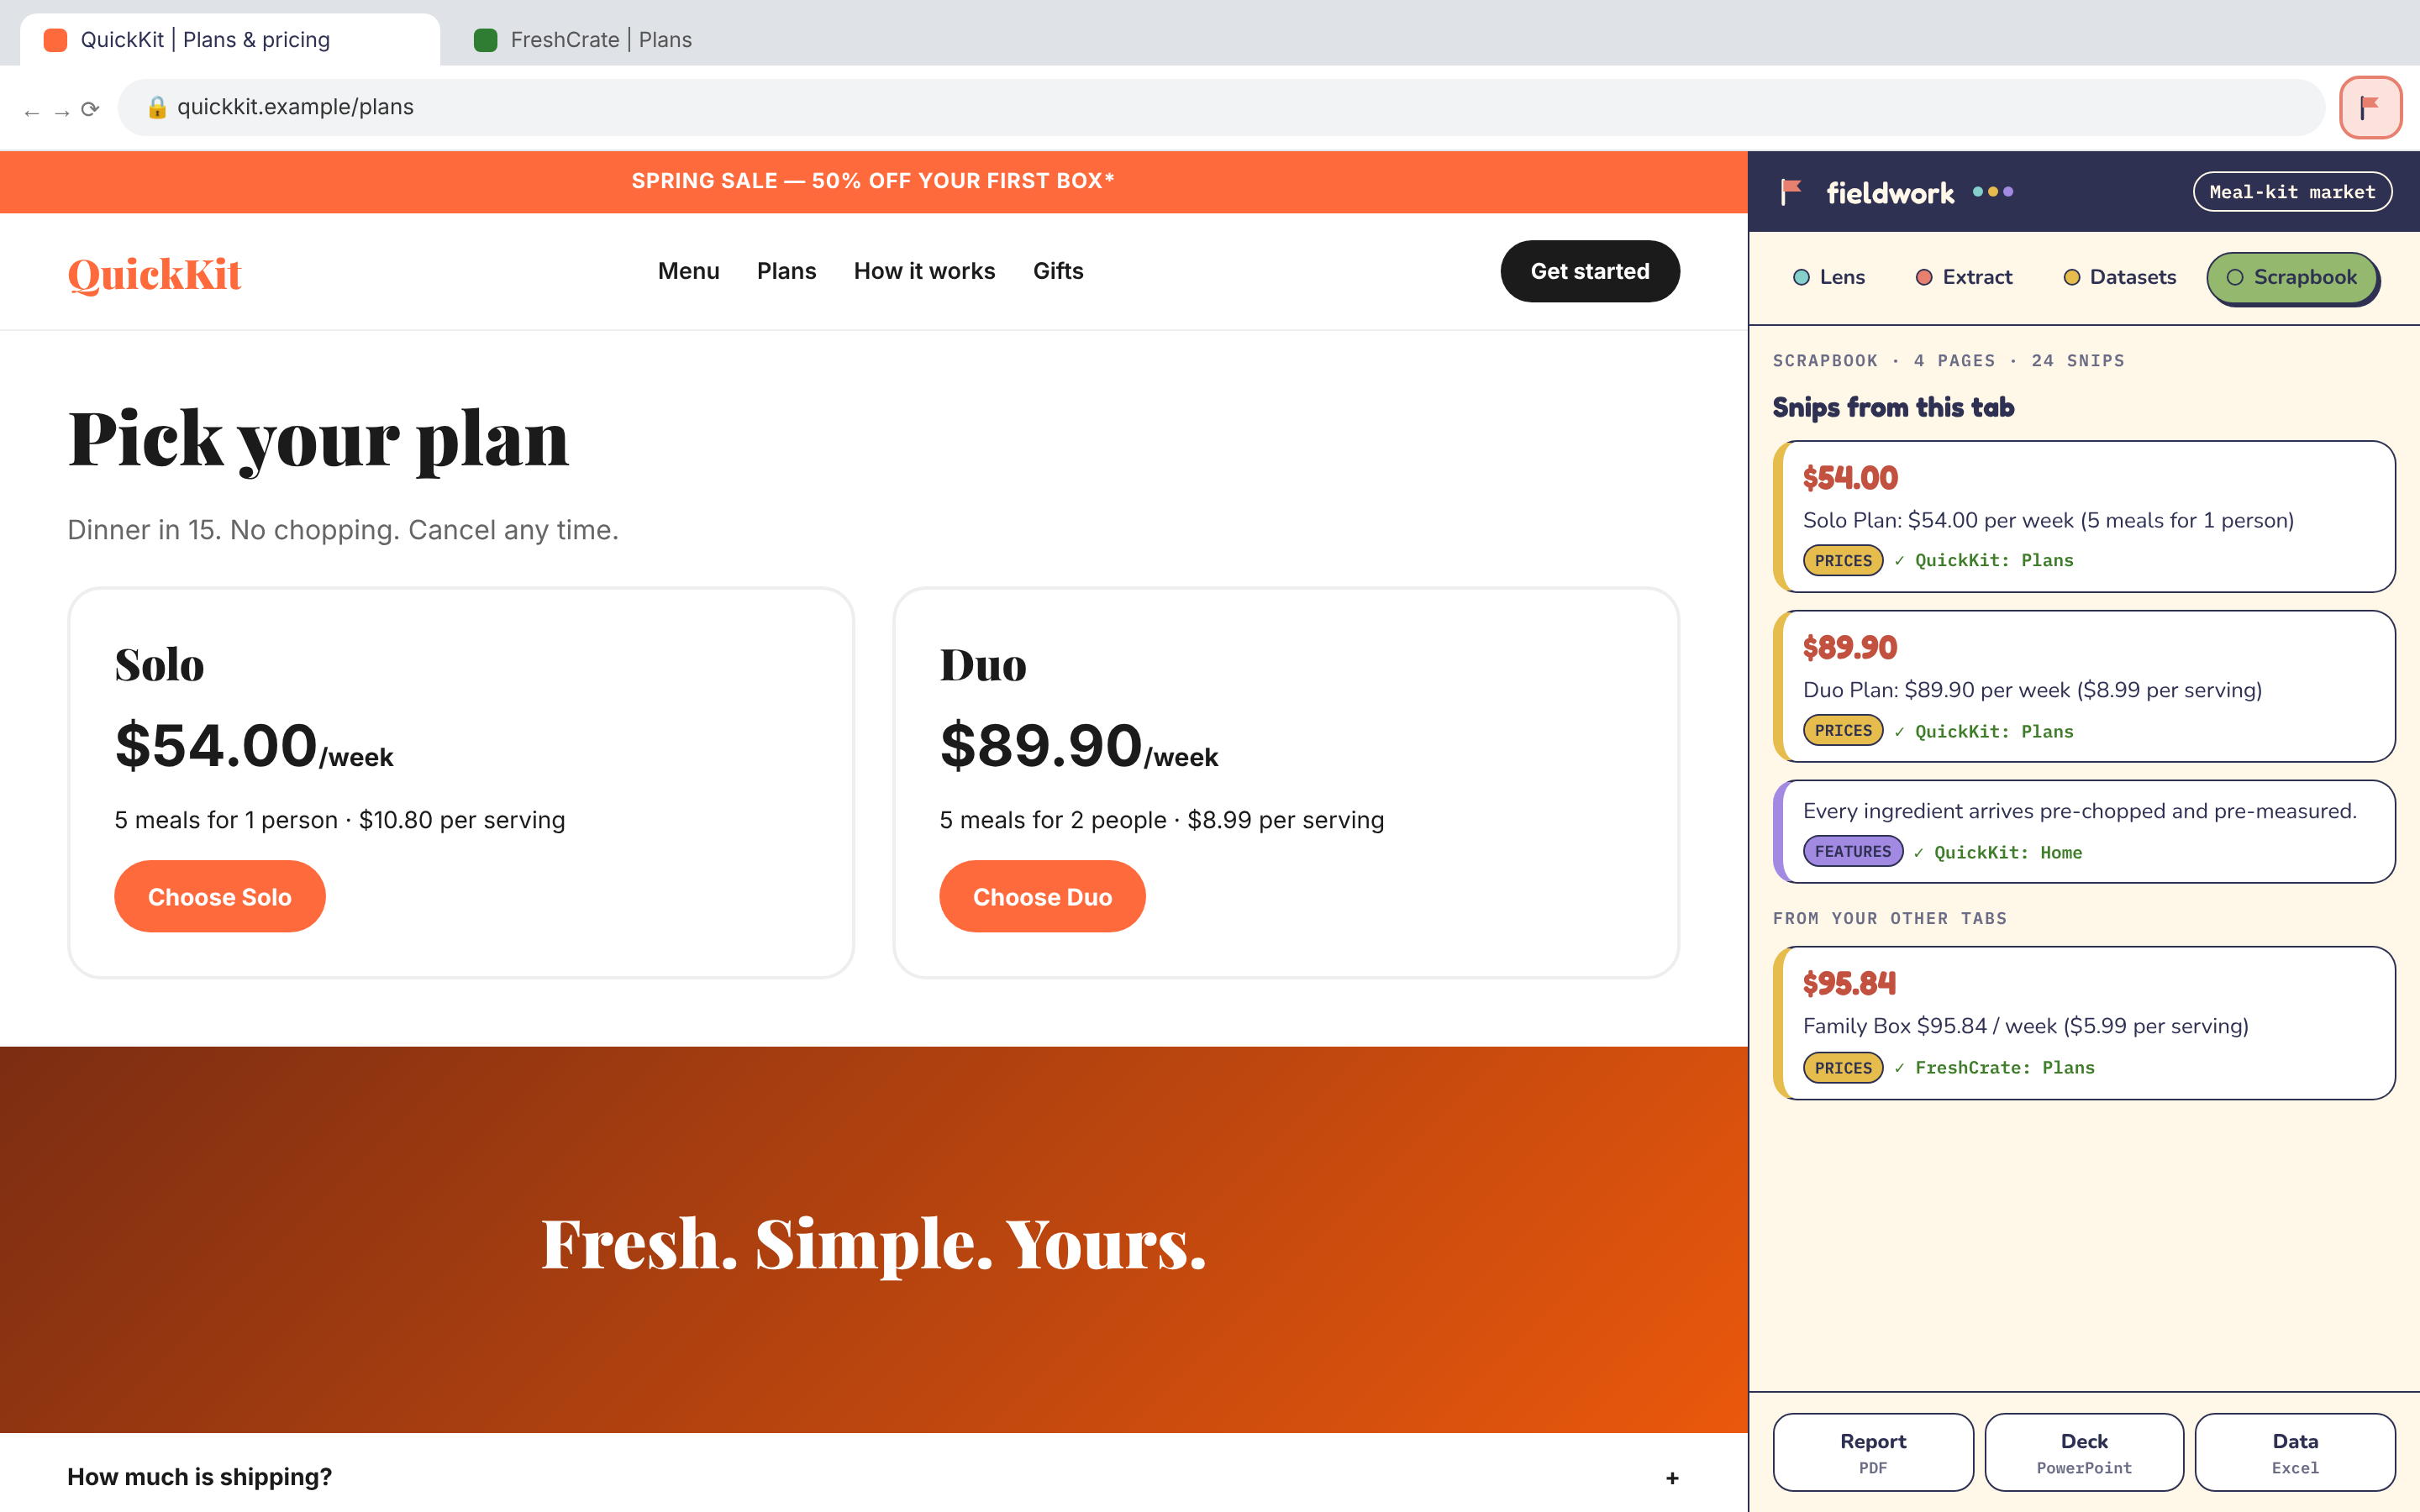 QuickKit | Plans & pricing
FreshCrate | Plans
quickkit.example/plans
SPRING SALE — 50% OFF YOUR FIRST BOX*
QuickKit
Menu
Plans
How it works
Gifts
Get started
Pick your plan
Dinner in 15. No chopping. Cancel any time.
Solo
$54.00/week
5 meals for 1 person · $10.80 per serving
Choose Solo
Duo
$89.90/week
5 meals for 2 people · $8.99 per serving
Choose Duo
Fresh. Simple. Yours.
How much is shipping?
+
fieldwork
Meal-kit market
Lens
Extract
Datasets
Scrapbook
SCRAPBOOK · 4 PAGES · 24 SNIPS
Snips from this tab
$54.00
Solo Plan: $54.00 per week (5 meals for 1 person)
PRICES ✓ QuickKit: Plans
$89.90
Duo Plan: $89.90 per week ($8.99 per serving)
PRICES ✓ QuickKit: Plans
Every ingredient arrives pre-chopped and pre-measured.
FEATURES ✓ QuickKit: Home
FROM YOUR OTHER TABS
$95.84
Family Box $95.84 / week ($5.99 per serving)
PRICES ✓ FreshCrate: Plans
Report
PDF
Deck
PowerPoint
Data
Excel